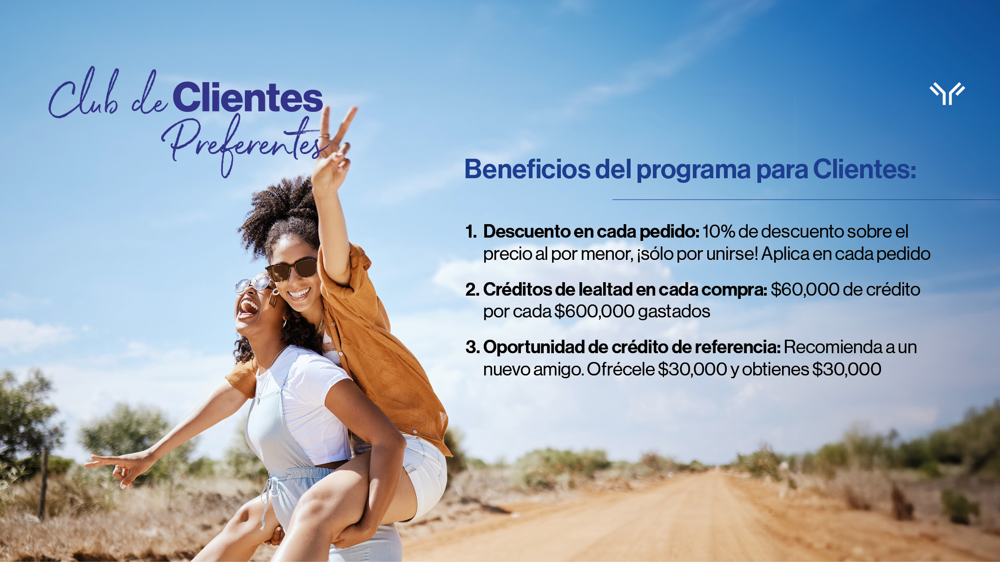 Club de Clientes
Preferentes
Beneficios del programa para Clientes:
1. Descuento en cada pedido: 10% de descuento sobre el
precio al por menor, ¡sólo por unirse! Aplica en cada pedido
2. Créditos de lealtad en cada compra: $60,000 de crédito
por cada $600,000 gastados
3. Oportunidad de crédito de referencia: Recomienda a un
nuevo amigo. Ofrécele $30,000 y obtienes $30,000